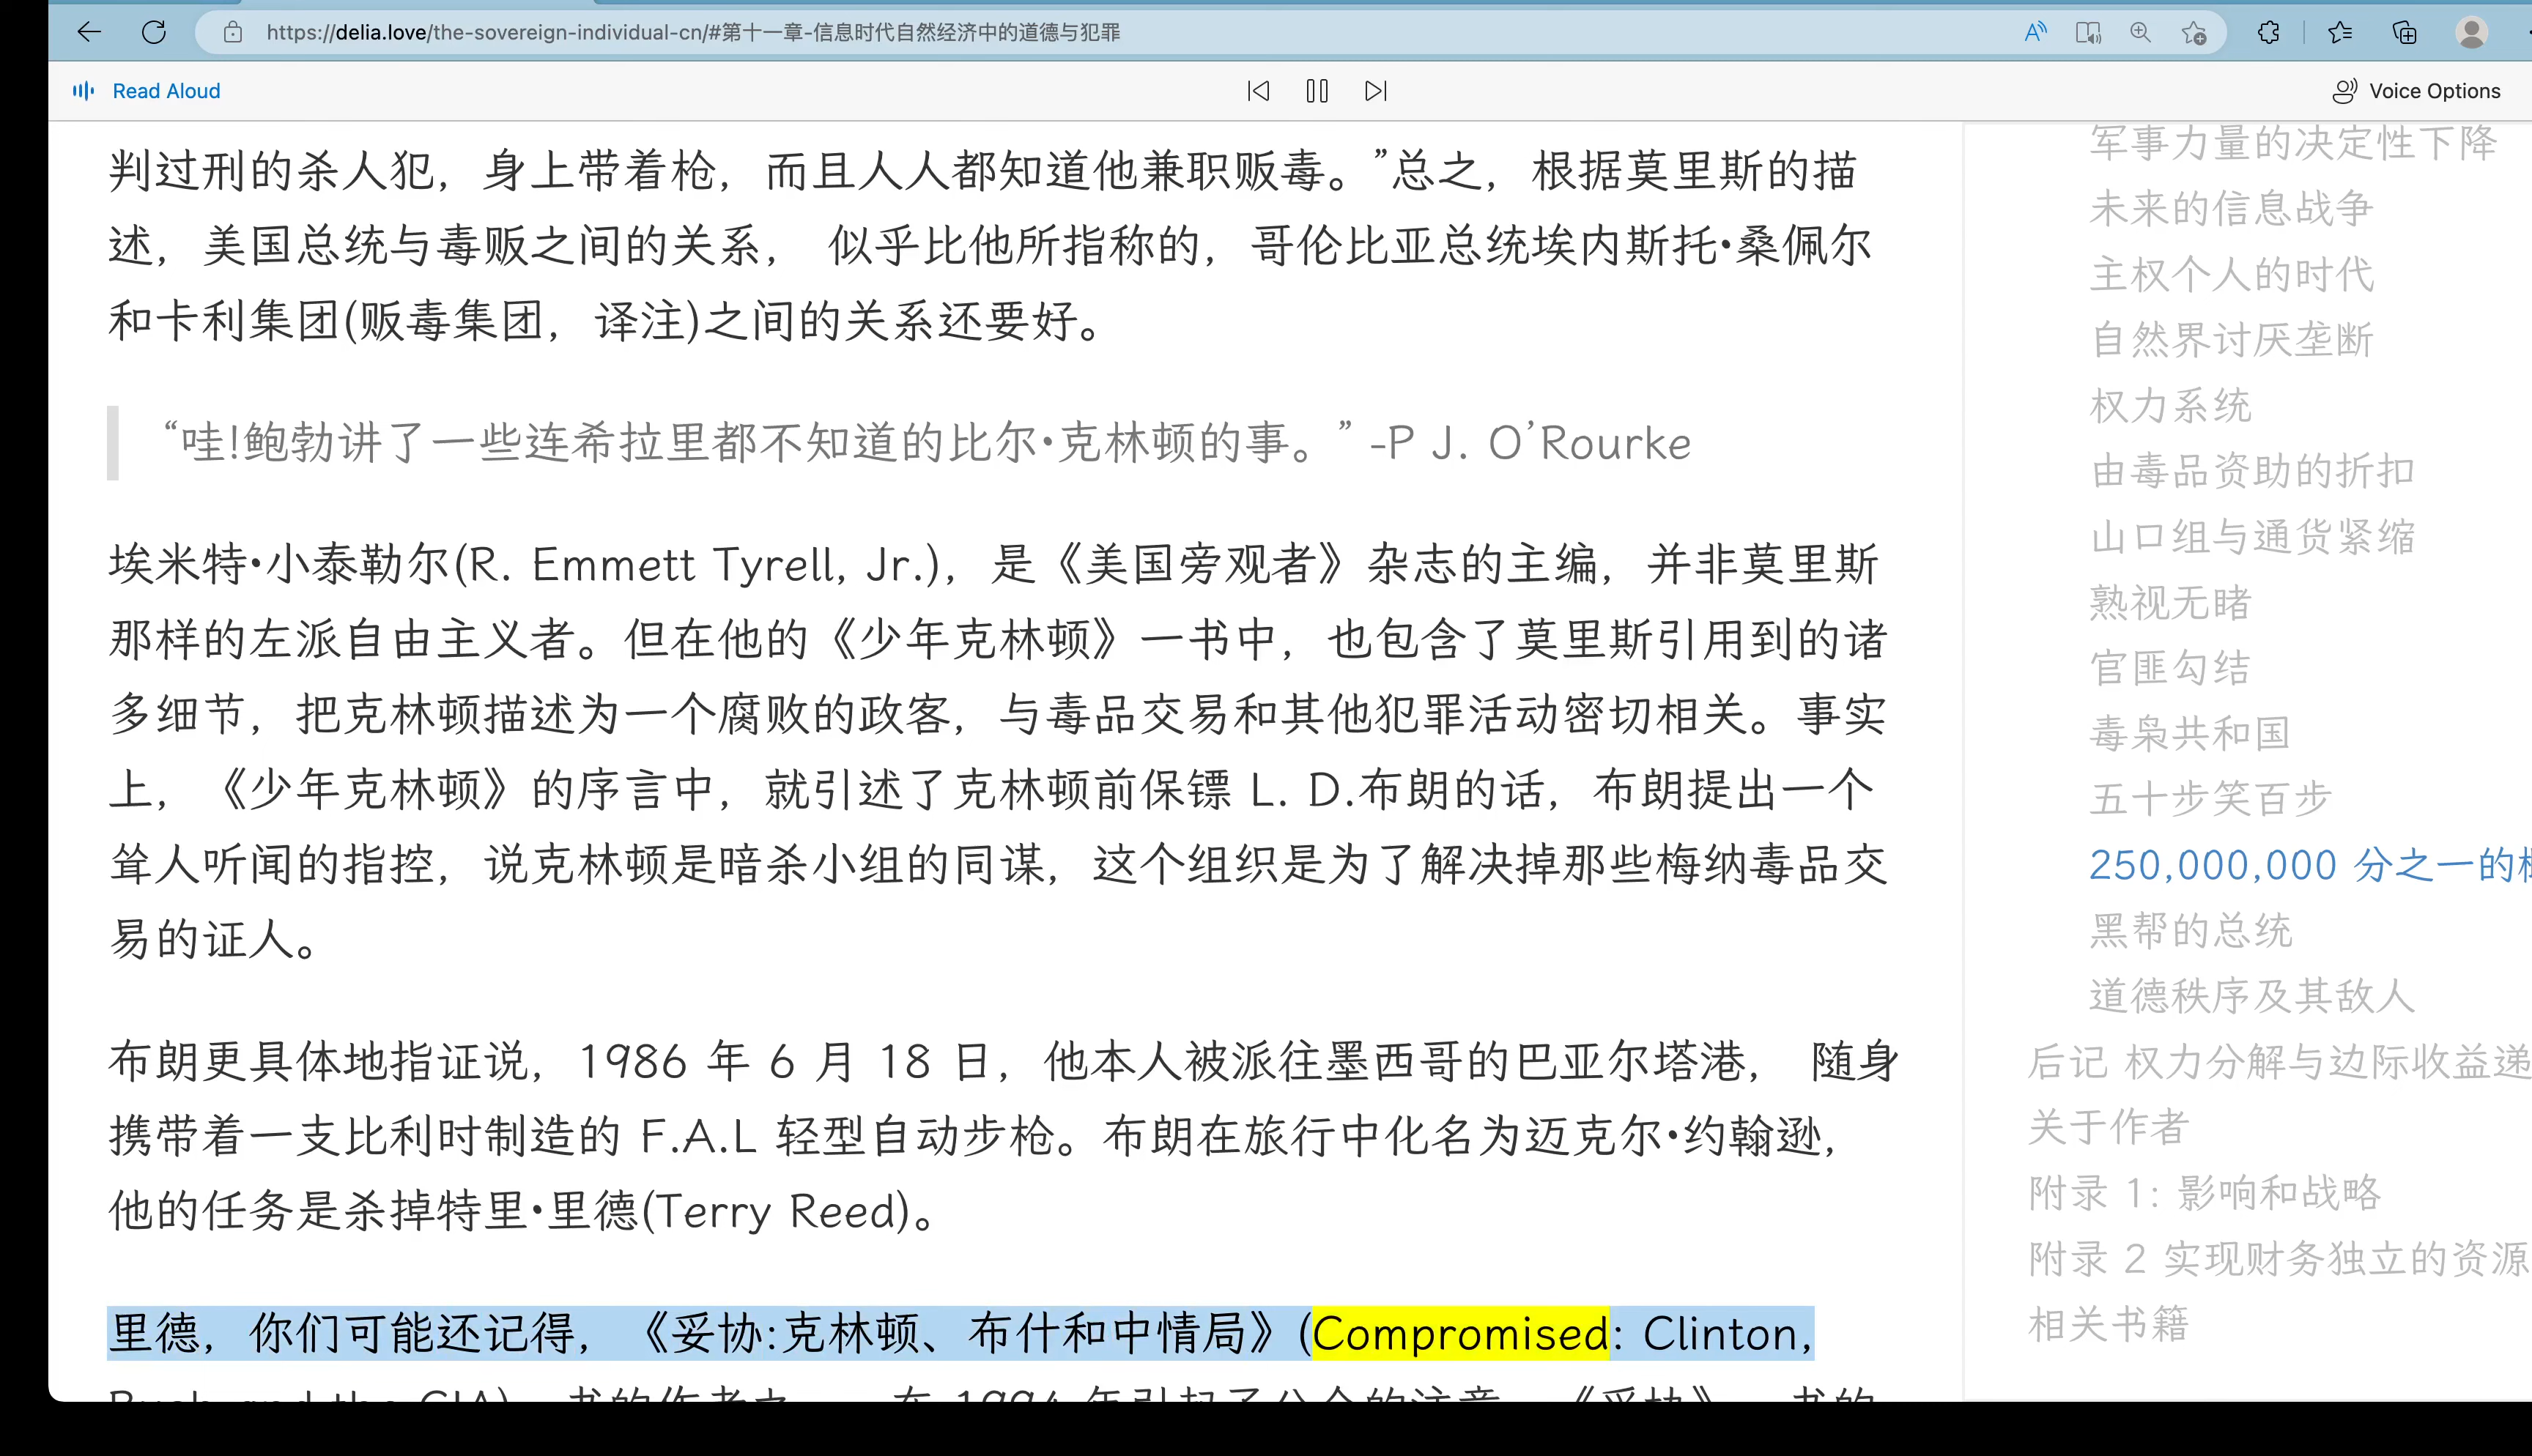 https://delia.love/the-sovereign-individual-cn/#第十一章-信息时代自然经济中的道德与犯罪
Read Aloud
Voice Options
判过刑的杀人犯，身上带着枪，而且人人都知道他兼职贩毒。”总之，根据莫里斯的描
述，美国总统与毒贩之间的关系， 似乎比他所指称的，哥伦比亚总统埃内斯托•桑佩尔
和卡利集团(贩毒集团，译注)之间的关系还要好。
“哇!鲍勃讲了一些连希拉里都不知道的比尔•克林顿的事。” -P J. O’Rourke
埃米特•小泰勒尔(R. Emmett Tyrell, Jr.)，是《美国旁观者》杂志的主编，并非莫里斯
那样的左派自由主义者。但在他的《少年克林顿》一书中，也包含了莫里斯引用到的诸
多细节，把克林顿描述为一个腐败的政客，与毒品交易和其他犯罪活动密切相关。事实
上，《少年克林顿》的序言中，就引述了克林顿前保镖 L. D.布朗的话，布朗提出一个
耸人听闻的指控，说克林顿是暗杀小组的同谋，这个组织是为了解决掉那些梅纳毒品交
易的证人。
布朗更具体地指证说，1986 年 6 月 18 日，他本人被派往墨西哥的巴亚尔塔港， 随身
携带着一支比利时制造的 F.A.L 轻型自动步枪。布朗在旅行中化名为迈克尔•约翰逊，
他的任务是杀掉特里•里德(Terry Reed)。
里德，你们可能还记得，《妥协:克林顿、布什和中情局》(Compromised: Clinton,
Bush and the CIA)一书的作者之一，在 1994 年引起了公众的注意。《妥协》一书的
军事力量的决定性下降
未来的信息战争
主权个人的时代
自然界讨厌垄断
权力系统
由毒品资助的折扣
山口组与通货紧缩
熟视无睹
官匪勾结
毒枭共和国
五十步笑百步
250,000,000 分之一的
黑帮的总统
道德秩序及其敌人
后记 权力分解与边际收益递
关于作者
附录 1: 影响和战略
附录 2 实现财务独立的资源
相关书籍